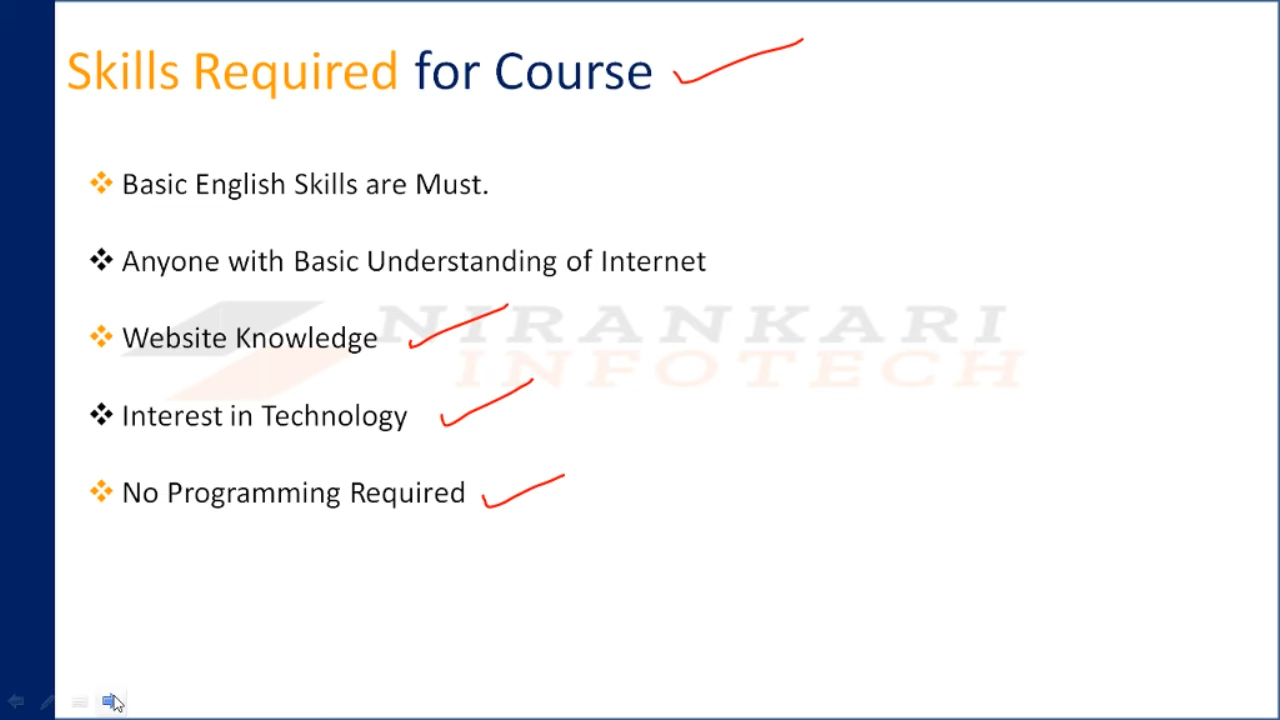 Skills Required for Course
Basic English Skills are Must.
Anyone with Basic Understanding of Internet
Website Knowledge
Interest in Technology
No Programming Required
NIRANKARI
INFOTECH